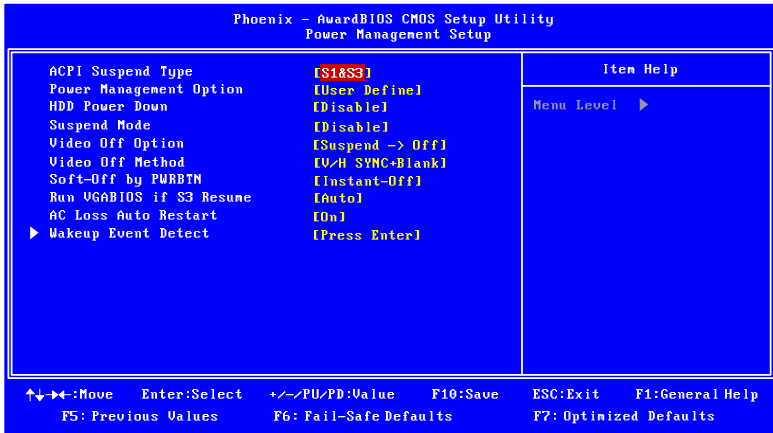 Phoenix - AwardBIOS CMOS Setup Utility
Power Management Setup
ACPI Suspend Type [S1&S3]
Power Management Option [User Define]
HDD Power Down [Disable]
Suspend Mode [Disable]
Video Off Option [Suspend -> Off]
Video Off Method [V/H SYNC+Blank]
Soft-Off by PWRBTN [Instant-Off]
Run VGABIOS if S3 Resume [Auto]
AC Loss Auto Restart [On]
▶ Wakeup Event Detect [Press Enter]
Item Help
Menu Level ▶
↑↓→←:Move Enter:Select +/-/PU/PD:Value F10:Save ESC:Exit F1:General Help
F5: Previous Values F6: Fail-Safe Defaults F7: Optimized Defaults